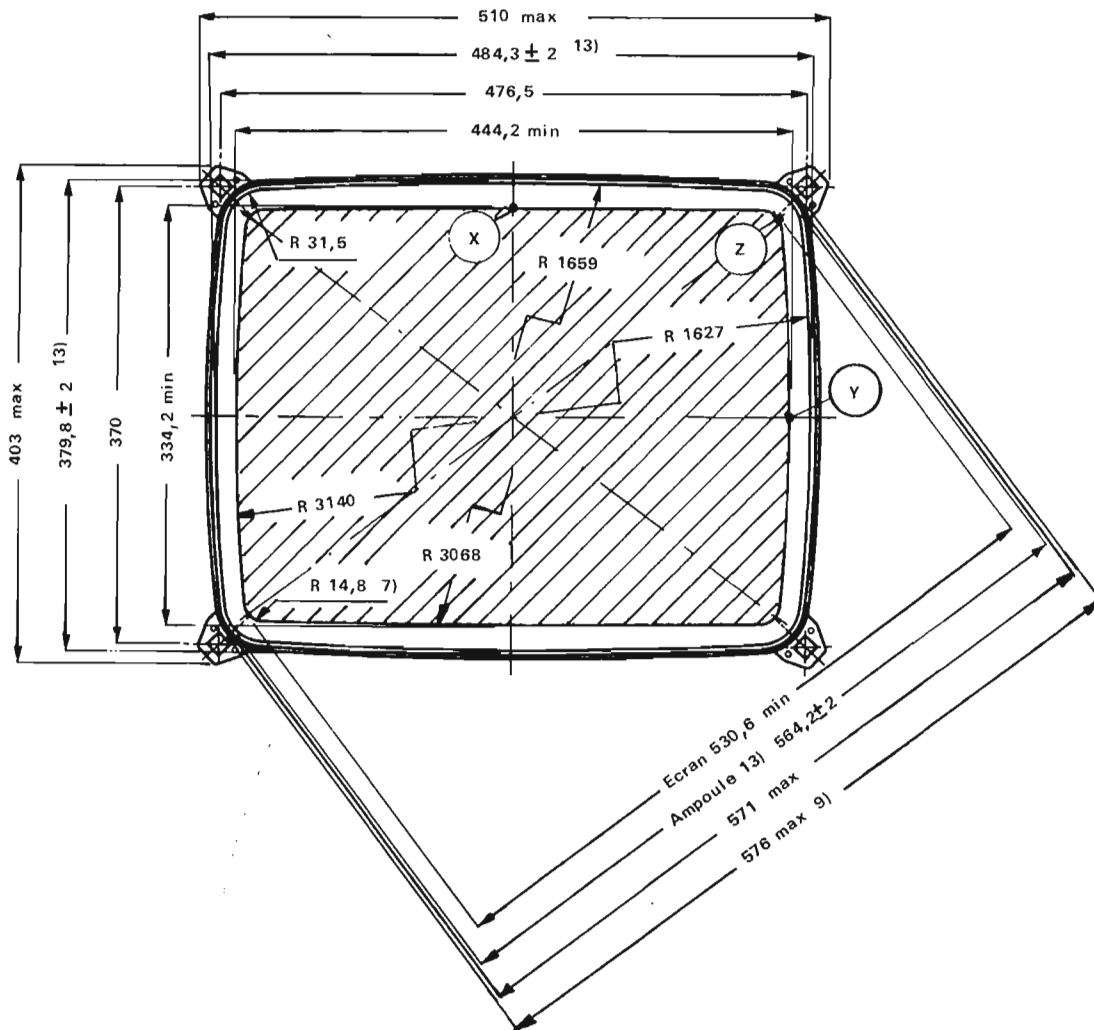 510 max
484,3 ± 2 13)
476,5
444,2 min
403 max
379,8 ± 2 13)
370
334,2 min
X
Z
R 31,5
R 1659
R 1627
Y
R 3140
R 3068
R 14,8 7)
Ecran 530,6 min
Ampoule 13) 564,2±2
571 max
576 max 9)